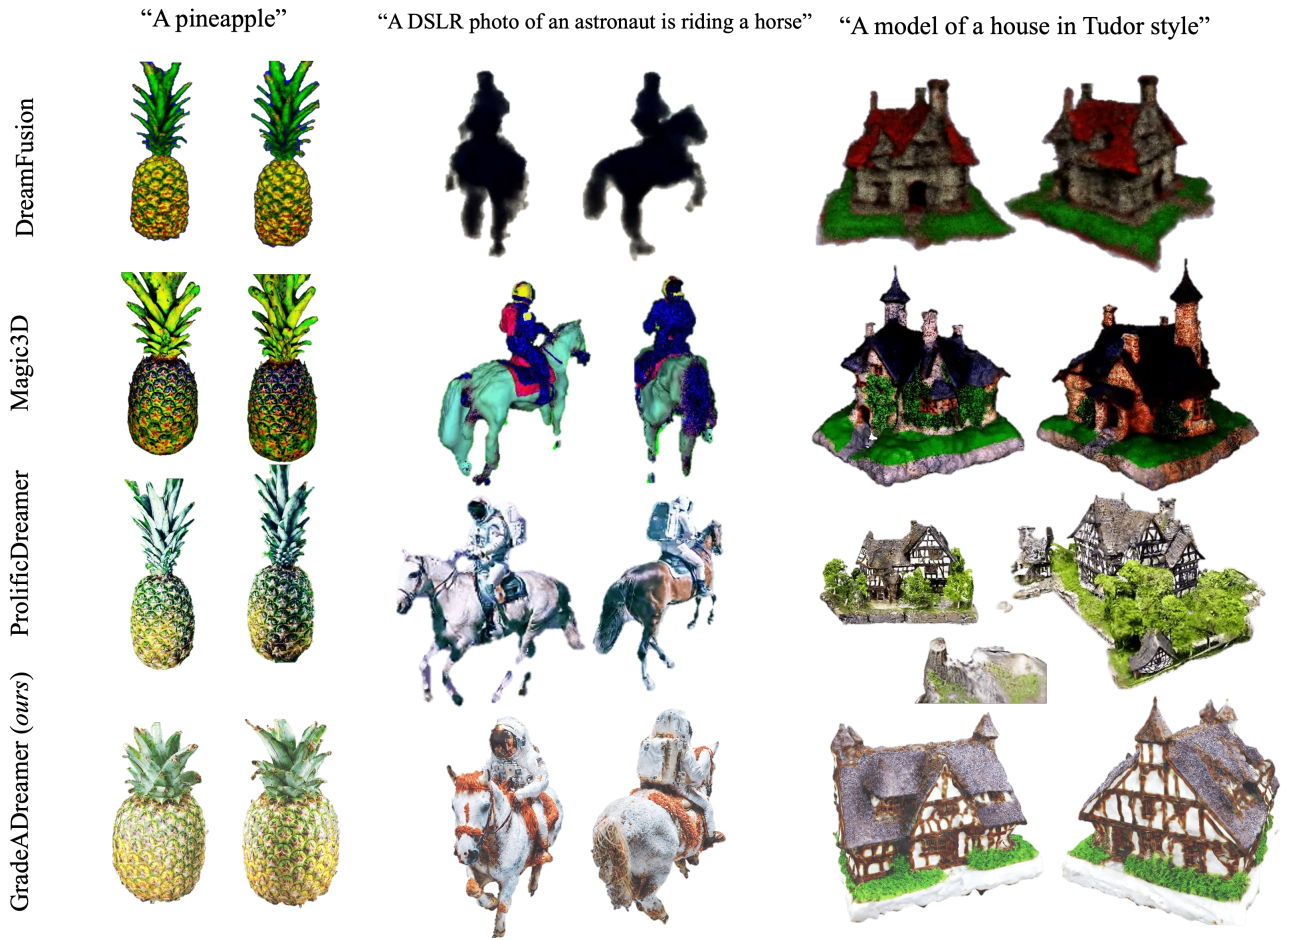 “A pineapple”
“A DSLR photo of an astronaut is riding a horse”
“A model of a house in Tudor style”
DreamFusion
Magic3D
ProlificDreamer
GradeADreamer (ours)